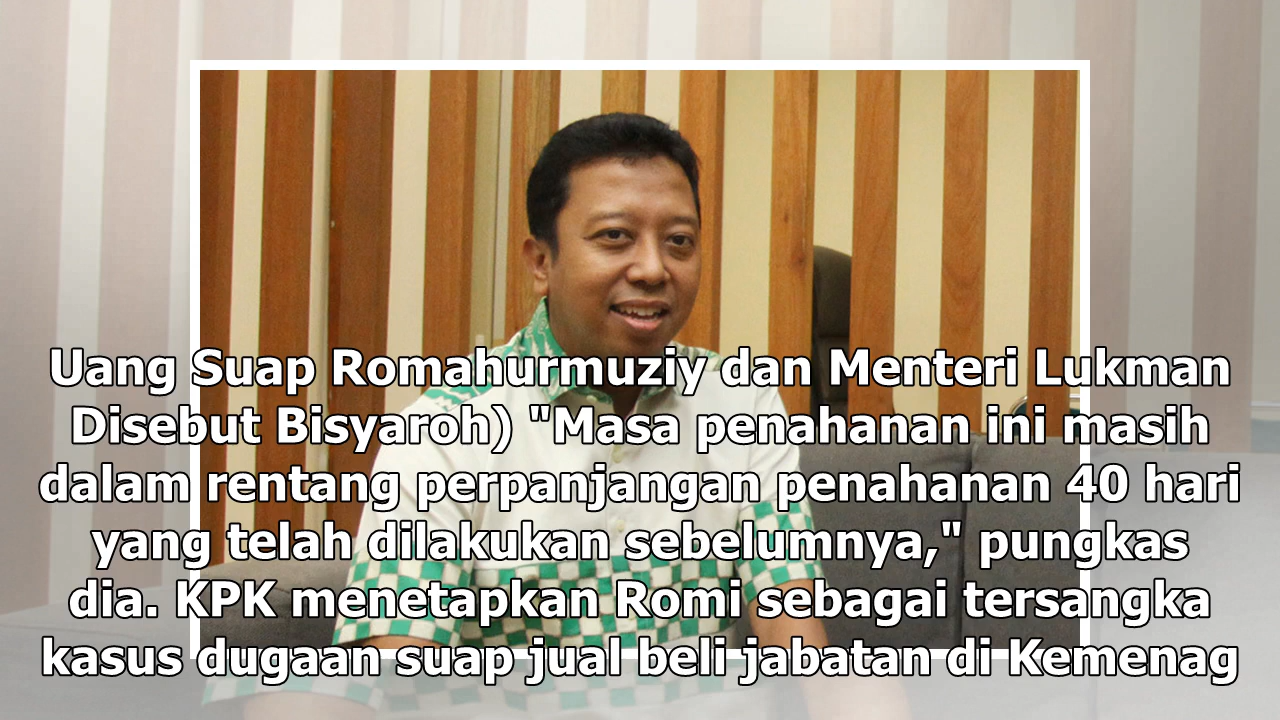 Uang Suap Romahurmuziy dan Menteri Lukman
Disebut Bisyaroh) "Masa penahanan ini masih
dalam rentang perpanjangan penahanan 40 hari
yang telah dilakukan sebelumnya," pungkas
dia. KPK menetapkan Romi sebagai tersangka
kasus dugaan suap jual beli jabatan di Kemenag